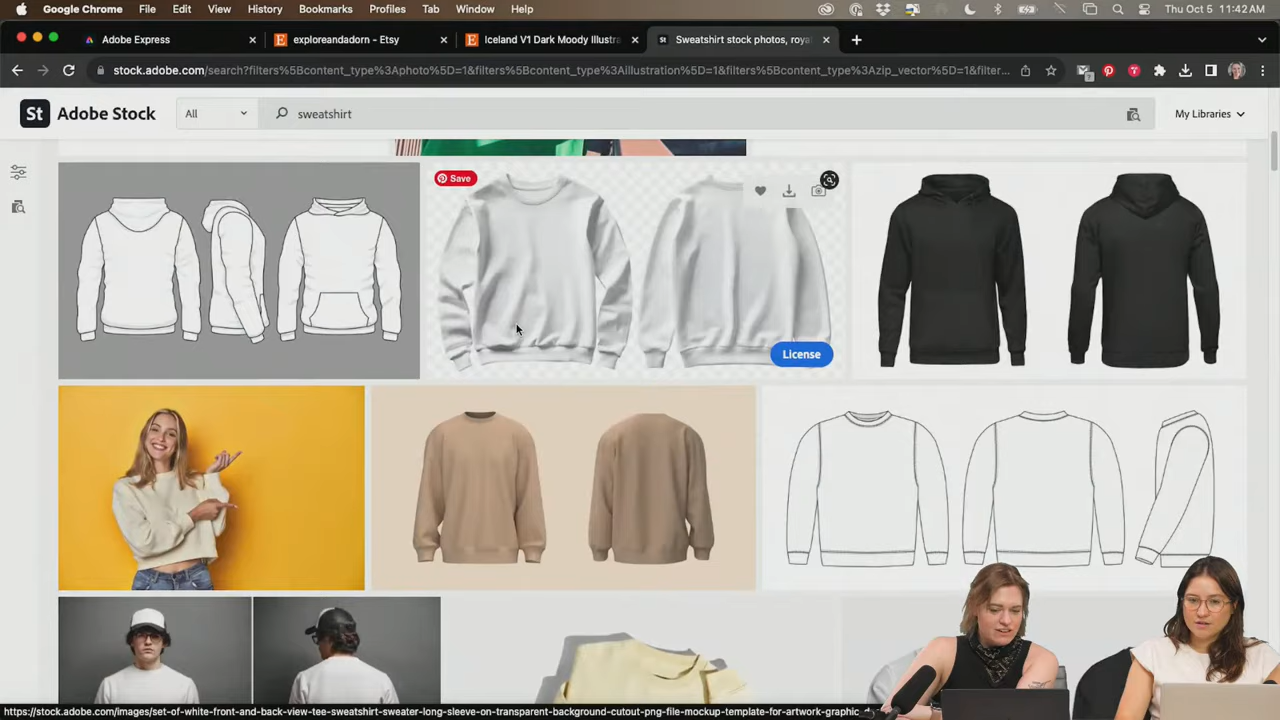 Google Chrome File Edit View History Bookmarks Profiles Tab Window Help Thu Oct 5 11:42 AM
Adobe Express exploreandadorn - Etsy Iceland V1 Dark Moody Illustra St Sweatshirt stock photos, roya
stock.adobe.com/search?filters%5Bcontent_type%3Aphoto%5D=1&filters%5Bcontent_type%3Aillustration%5D=1&filters%5Bcontent_type%3Azip_vector%5D=1&filter...
St Adobe Stock All sweatshirt My Libraries
Save
License
https://stock.adobe.com/images/set-of-white-front-and-back-view-tee-sweatshirt-sweater-long-sleeve-on-transparent-background-cutout-png-file-mockup-template-for-artwork-graphic